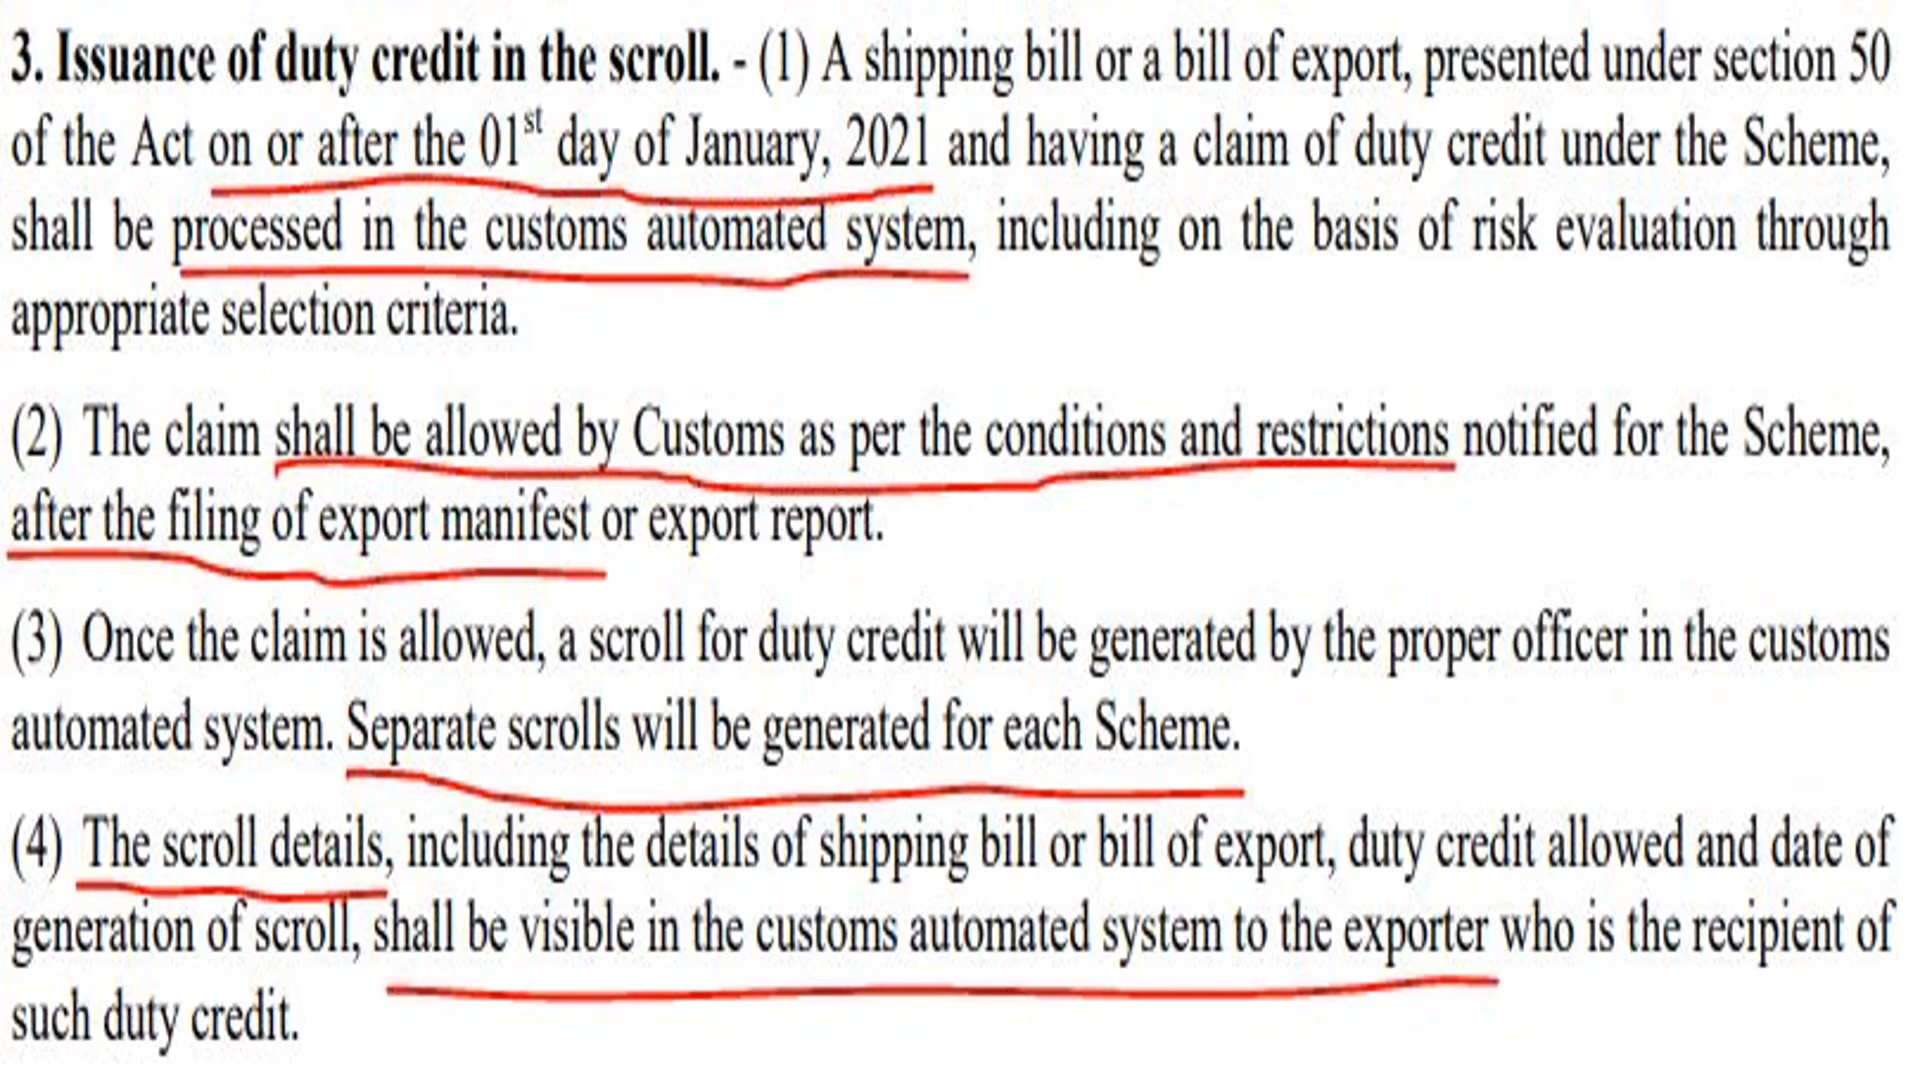 3. Issuance of duty credit in the scroll. - (1) A shipping bill or a bill of export, presented under section 50
of the Act on or after the 01st day of January, 2021 and having a claim of duty credit under the Scheme,
shall be processed in the customs automated system, including on the basis of risk evaluation through
appropriate selection criteria.
(2) The claim shall be allowed by Customs as per the conditions and restrictions notified for the Scheme,
after the filing of export manifest or export report.
(3) Once the claim is allowed, a scroll for duty credit will be generated by the proper officer in the customs
automated system. Separate scrolls will be generated for each Scheme.
(4) The scroll details, including the details of shipping bill or bill of export, duty credit allowed and date of
generation of scroll, shall be visible in the customs automated system to the exporter who is the recipient of
such duty credit.